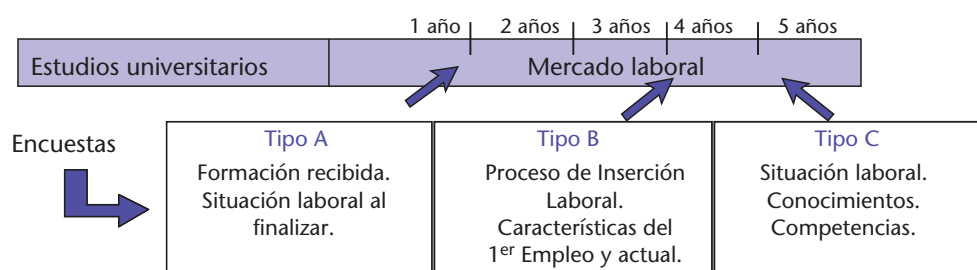 1 año 2 años 3 años 4 años 5 años
Estudios universitarios Mercado laboral
Encuestas
Tipo A
Formación recibida.
Situación laboral al
finalizar.
Tipo B
Proceso de Inserción
Laboral.
Características del
1er Empleo y actual.
Tipo C
Situación laboral.
Conocimientos.
Competencias.